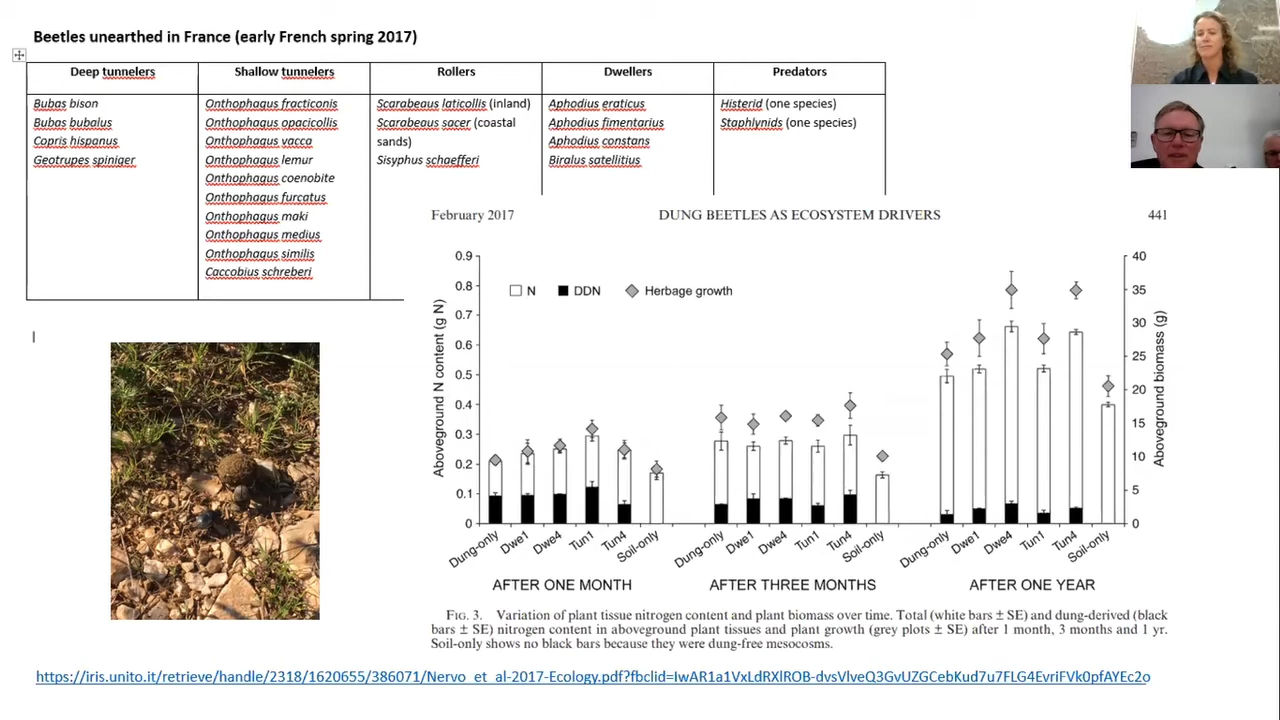 Beetles unearthed in France (early French spring 2017)
Deep tunnelers Shallow tunnelers Rollers Dwellers Predators
Bubas bison
Bubas bubalus
Copris hispanus
Geotrupes spiniger
Onthophagus fracticonis
Onthophagus opacicollis
Onthophagus vacca
Onthophagus lemur
Onthophagus coenobite
Onthophagus furcatus
Onthophagus maki
Onthophagus medius
Onthophagus similis
Caccobius schreberi
Scarabeaus laticollis (inland)
Scarabeaus sacer (coastal
sands)
Sisyphus schaefferi
Aphodius eraticus
Aphodius fimentarius
Aphodius constans
Biralus satellitius
Histerid (one species)
Staphlynids (one species)
February 2017 DUNG BEETLES AS ECOSYSTEM DRIVERS 441
Aboveground N content (g N)
0.9
0.8
0.7
0.6
0.5
0.4
0.3
0.2
0.1
0
N DDN Herbage growth
40
35
30
25
20
15
10
5
0
Aboveground biomass (g)
Dung-only Dwe1 Dwe4 Tun1 Tun4 Soil-only Dung-only Dwe1 Dwe4 Tun1 Tun4 Soil-only Dung-only Dwe1 Dwe4 Tun1 Tun4 Soil-only
AFTER ONE MONTH AFTER THREE MONTHS AFTER ONE YEAR
FIG. 3. Variation of plant tissue nitrogen content and plant biomass over time. Total (white bars ± SE) and dung-derived (black
bars ± SE) nitrogen content in aboveground plant tissues and plant growth (grey plots ± SE) after 1 month, 3 months and 1 yr.
Soil-only shows no black bars because they were dung-free mesocosms.
https://iris.unito.it/retrieve/handle/2318/1620655/386071/Nervo_et_al-2017-Ecology.pdf?fbclid=IwAR1a1VxLdRXlROB-dvsVlveQ3GvUZGCebKud7u7FLG4EvriFVk0pfAYEc2o